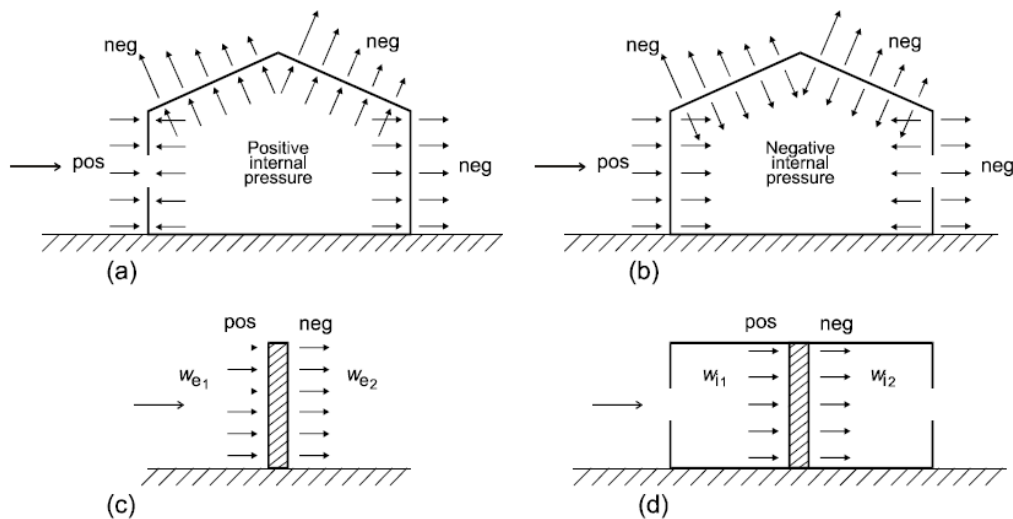 neg
neg
pos
Positive
internal
pressure
neg
(a)
neg
neg
pos
Negative
internal
pressure
neg
(b)
pos
neg
we1
we2
(c)
pos
neg
wi1
wi2
(d)